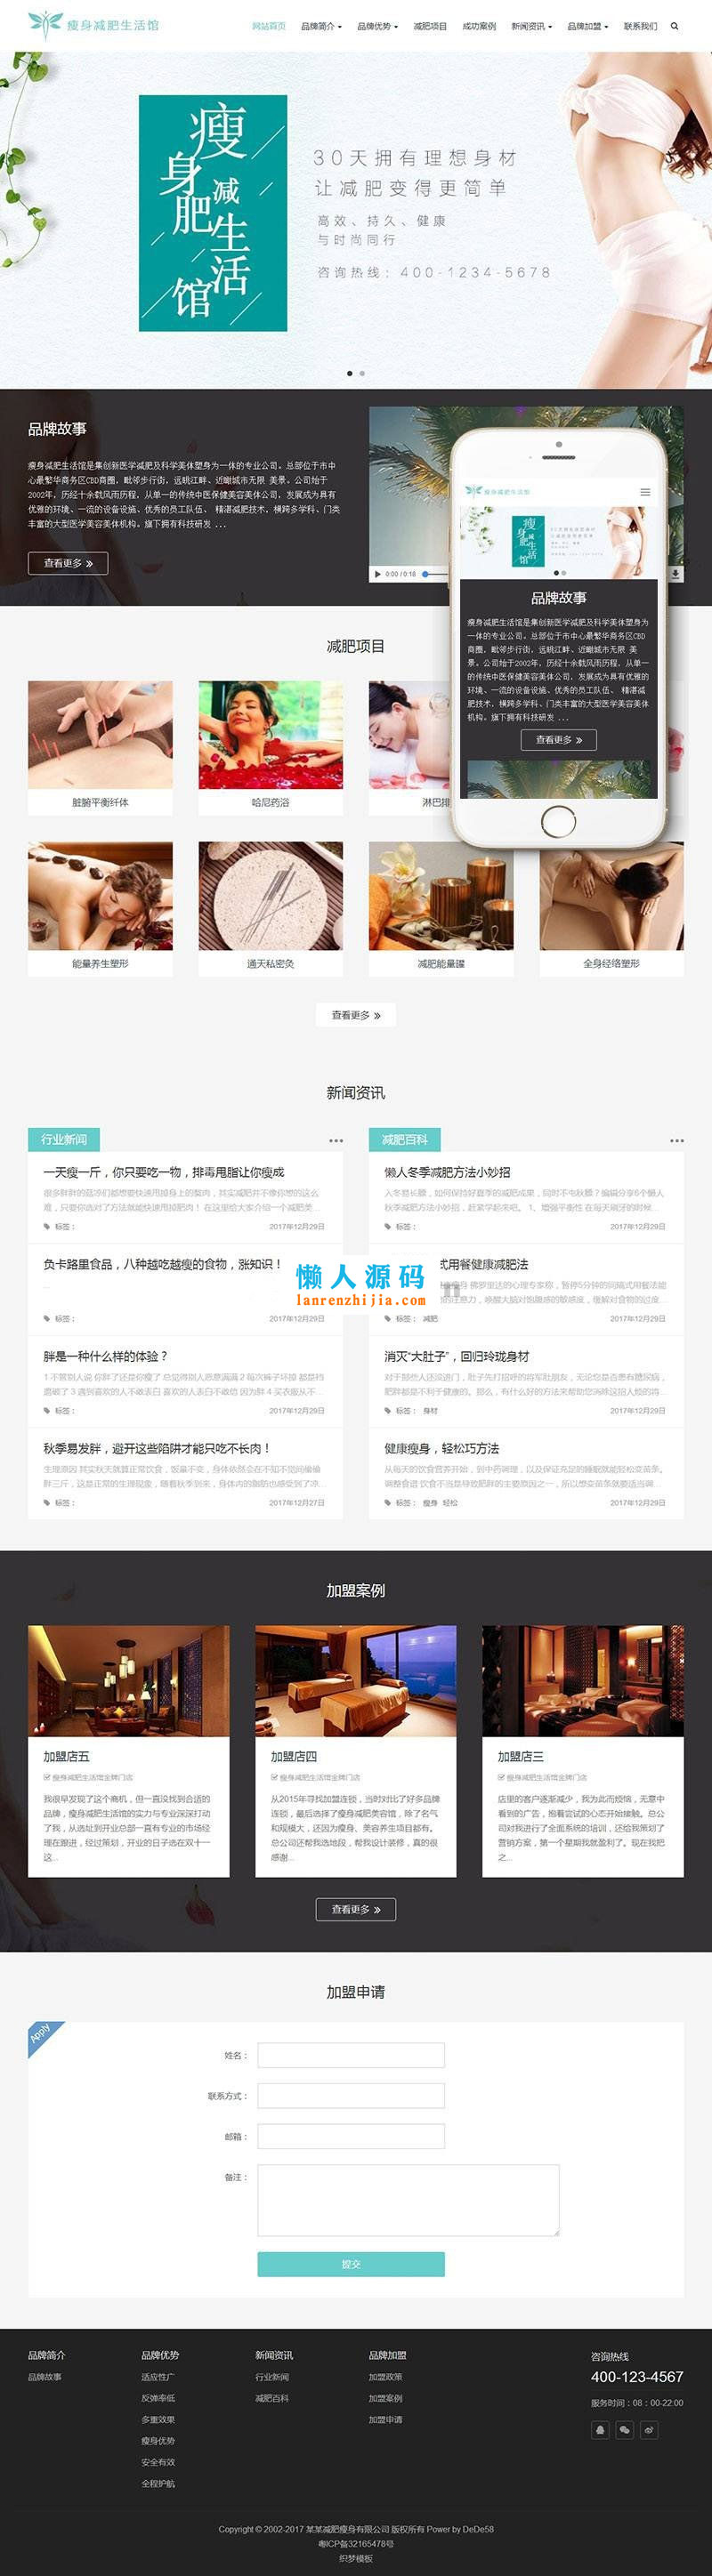 瘦身减肥生活馆
网站首页 品牌简介 品牌优势 减肥项目 成功案例 新闻资讯 品牌加盟 联系我们
瘦身减肥生活馆
30天拥有理想身材
让减肥变得更简单
高效、持久、健康
与时尚同行
咨询热线：400-1234-5678
品牌故事
瘦身减肥生活馆是集创新医学减肥及科学美体塑身为一体的专业公司。总部位于市中
心最繁华商务区CBD商圈，毗邻步行街，远眺江畔、近瞰城市无限 美景。公司始于
2002年，历经十余载风雨历程，从单一的传统中医保健美容美体公司，发展成为具有
优雅的环境、一流的设备设施、优秀的员工队伍、 精湛减肥技术，横跨多学科、门类
丰富的大型医学美容美体机构。旗下拥有科技研发 ...
查看更多 »
0:00 / 0:18
瘦身减肥生活馆
瘦身减肥生活馆
品牌故事
瘦身减肥生活馆是集创新医学减肥及科学美体塑身为
一体的专业公司。总部位于市中心最繁华商务区CBD
商圈，毗邻步行街，远眺江畔、近瞰城市无限 美
景。公司始于2002年，历经十余载风雨历程，从单一
的传统中医保健美容美体公司，发展成为具有优雅的
环境、一流的设备设施、优秀的员工队伍、 精湛减
肥技术，横跨多学科、门类丰富的大型医学美容美体
机构。旗下拥有科技研发 ...
查看更多 »
减肥项目
脏腑平衡纤体
哈尼药浴
淋巴排
能量养生塑形
通天私密灸
减肥能量罐
全身经络塑形
查看更多 »
新闻资讯
行业新闻
一天瘦一斤，你只要吃一物，排毒甩脂让你瘦成
标签： 2017年12月29日
负卡路里食品，八种越吃越瘦的食物，涨知识！
...
标签：
胖是一种什么样的体验？
标签： 2017年12月29日
秋季易发胖，避开这些陷阱才能只吃不长肉！
标签： 2017年12月27日
减肥百科
懒人冬季减肥方法小妙招
标签： 2017年12月29日
式用餐健康减肥法
标签： 减肥 2017年12月29日
消灭“大肚子”，回归玲珑身材
标签： 身材 2017年12月29日
健康瘦身，轻松巧方法
标签： 瘦身 轻松 2017年12月29日
懒人源码
lanrenzhijia.com
加盟案例
加盟店五
瘦身减肥生活馆金牌门店
我很早发现了这个商机，但一直没找到合适的
品牌，瘦身减肥生活馆的实力与专业深深打动
了我，从选址到开业总部一直有专业的市场经
理在跟进，经过策划，开业的日子选在双十一
这...
加盟店四
瘦身减肥生活馆金牌门店
从2015年寻找加盟连锁，当时对比了好多品牌
连锁，最后选择了瘦身减肥美容馆，除了名气
和规模大，还因为瘦身、美容养生项目都有。
总公司还帮我选地段，帮我设计装修，真的很
感谢...
加盟店三
瘦身减肥生活馆金牌门店
店里的客户逐渐减少，我为此而烦恼，无意中
看到的广告，抱着尝试的心态开始接触。总公
司对我进行了全面系统的培训，还给我策划了
营销方案，第一个星期我就盈利了。现在我把
之...
查看更多 »
加盟申请
Apply
姓名：
联系方式：
邮箱：
备注：
提交
品牌简介
品牌故事
品牌优势
适应性广
反弹率低
多重效果
瘦身优势
安全有效
全程护航
新闻资讯
行业新闻
减肥百科
品牌加盟
加盟政策
加盟案例
加盟申请
咨询热线
400-123-4567
服务时间：08：00-22:00
Copyright © 2002-2017 某某减肥瘦身有限公司 版权所有 Power by DeDe58
粤ICP备32165478号
织梦模板